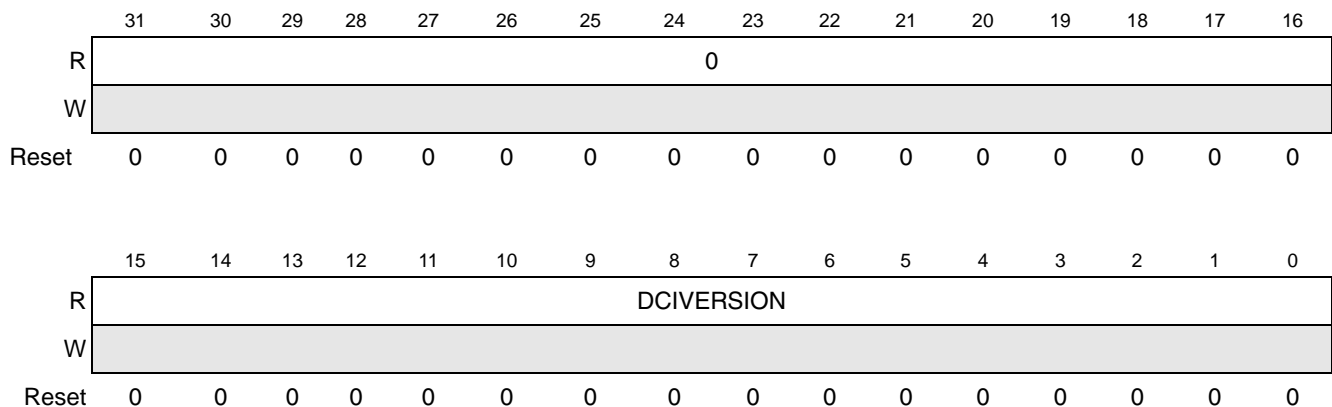 31 30 29 28 27 26 25 24 23 22 21 20 19 18 17 16
R 0
W
Reset 0 0 0 0 0 0 0 0 0 0 0 0 0 0 0 0
15 14 13 12 11 10 9 8 7 6 5 4 3 2 1 0
R DCIVERSION
W
Reset 0 0 0 0 0 0 0 0 0 0 0 0 0 0 0 0